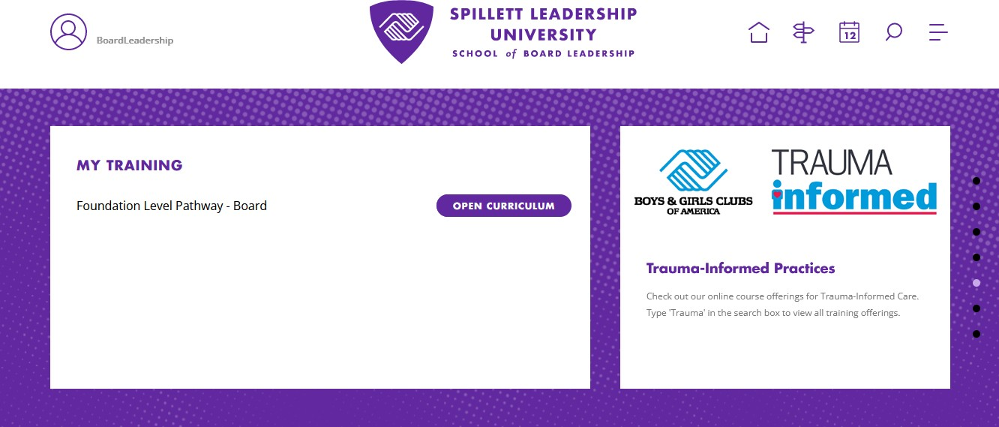 BoardLeadership
SPILLETT LEADERSHIP
UNIVERSITY
SCHOOL of BOARD LEADERSHIP
12
MY TRAINING
Foundation Level Pathway - Board
OPEN CURRICULUM
BOYS & GIRLS CLUBS
OF AMERICA
TRAUMA
informed
Trauma-Informed Practices
Check out our online course offerings for Trauma-Informed Care.
Type 'Trauma' in the search box to view all training offerings.